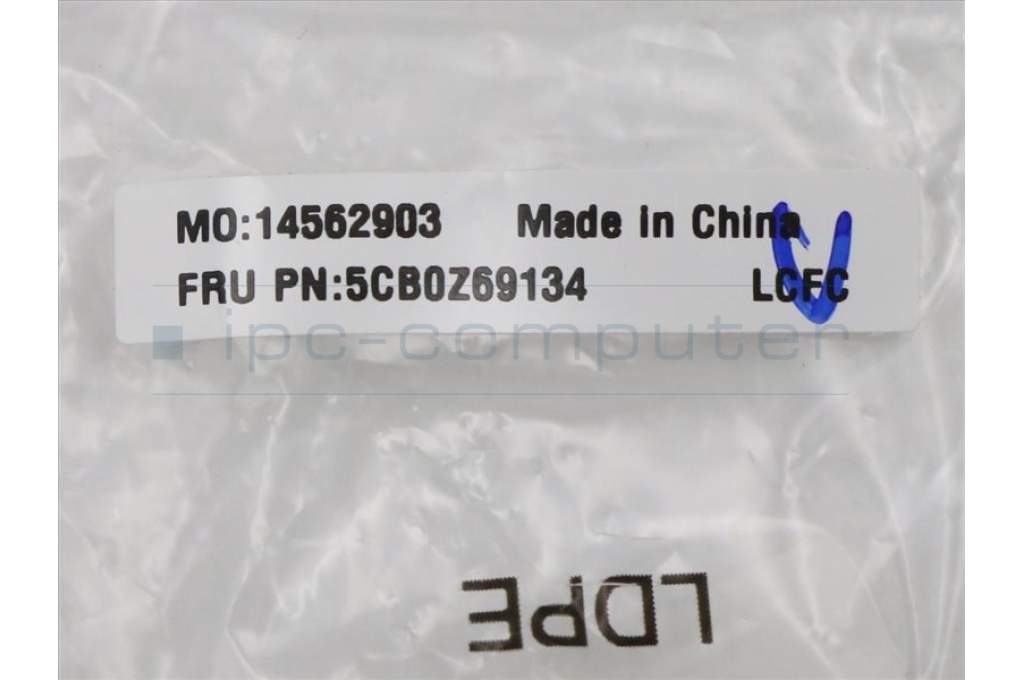 MO:14562903 Made in China
FRU PN:5CB0Z69134 LCFC
ipc-computer
LDPE